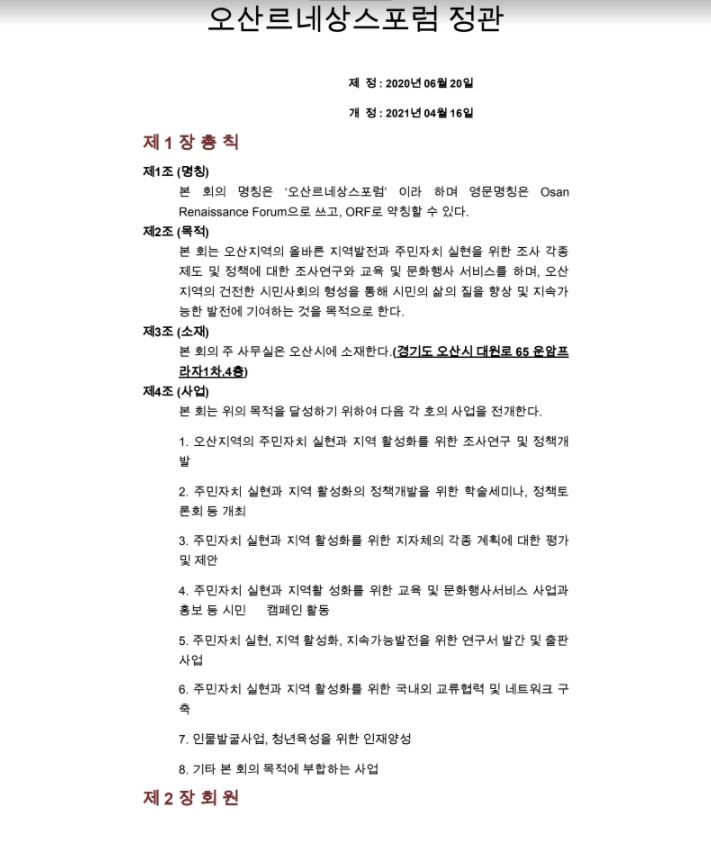 오산르네상스포럼 정관
제 정 : 2020년 06월 20일
개 정 : 2021년 04월 16일
제 1 장 총 칙
제1조 (명칭)
본 회의 명칭은 ‘오산르네상스포럼’ 이라 하며 영문명칭은 Osan
Renaissance Forum으로 쓰고, ORF로 약칭할 수 있다.
제2조 (목적)
본 회는 오산지역의 올바른 지역발전과 주민자치 실현을 위한 조사 각종
제도 및 정책에 대한 조사연구와 교육 및 문화행사 서비스를 하며, 오산
지역의 건전한 시민사회의 형성을 통해 시민의 삶의 질을 향상 및 지속가
능한 발전에 기여하는 것을 목적으로 한다.
제3조 (소재)
본 회의 주 사무실은 오산시에 소재한다.(경기도 오산시 대원로 65 운암프
라자1차.4층)
제4조 (사업)
본 회는 위의 목적을 달성하기 위하여 다음 각 호의 사업을 전개한다.
1. 오산지역의 주민자치 실현과 지역 활성화를 위한 조사연구 및 정책개
발
2. 주민자치 실현과 지역 활성화의 정책개발을 위한 학술세미나, 정책토
론회 등 개최
3. 주민자치 실현과 지역 활성화를 위한 지자체의 각종 계획에 대한 평가
및 제안
4. 주민자치 실현과 지역활 성화를 위한 교육 및 문화행사서비스 사업과
홍보 등 시민 캠페인 활동
5. 주민자치 실현, 지역 활성화, 지속가능발전을 위한 연구서 발간 및 출판
사업
6. 주민자치 실현과 지역 활성화를 위한 국내외 교류협력 및 네트워크 구
축
7. 인물발굴사업, 청년육성을 위한 인재양성
8. 기타 본 회의 목적에 부합하는 사업
제 2 장 회 원